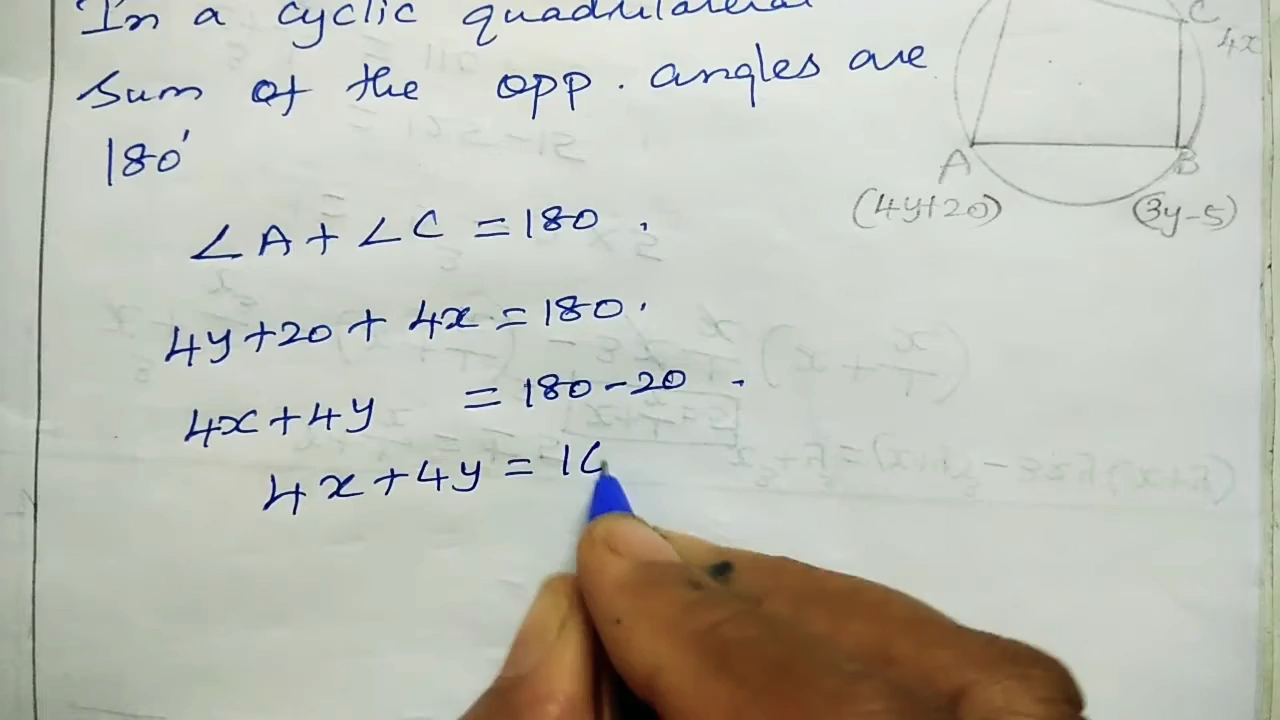 In a cyclic quadrilateral
Sum of the opp. angles are
180°
∠A + ∠C = 180.
4y+20 + 4x = 180.
4x+4y = 180-20.
4x+4y = 16
C
4x
A
B
(4y+20)
(3y-5)